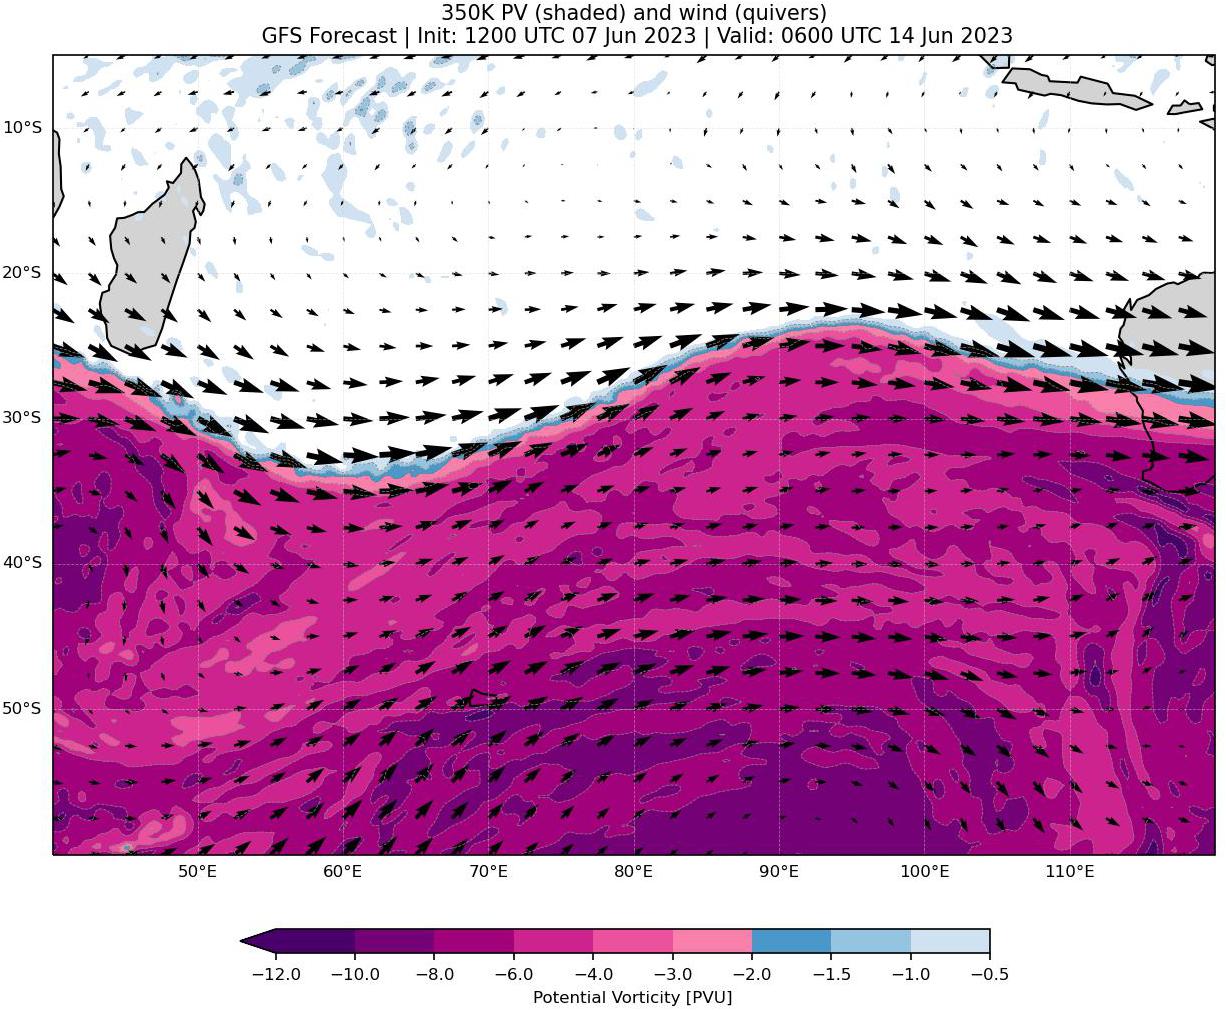 350K PV (shaded) and wind (quivers)
GFS Forecast | Init: 1200 UTC 07 Jun 2023 | Valid: 0600 UTC 14 Jun 2023
10°S
20°S
30°S
40°S
50°S
50°E 60°E 70°E 80°E 90°E 100°E 110°E
−12.0 −10.0 −8.0 −6.0 −4.0 −3.0 −2.0 −1.5 −1.0 −0.5
Potential Vorticity [PVU]